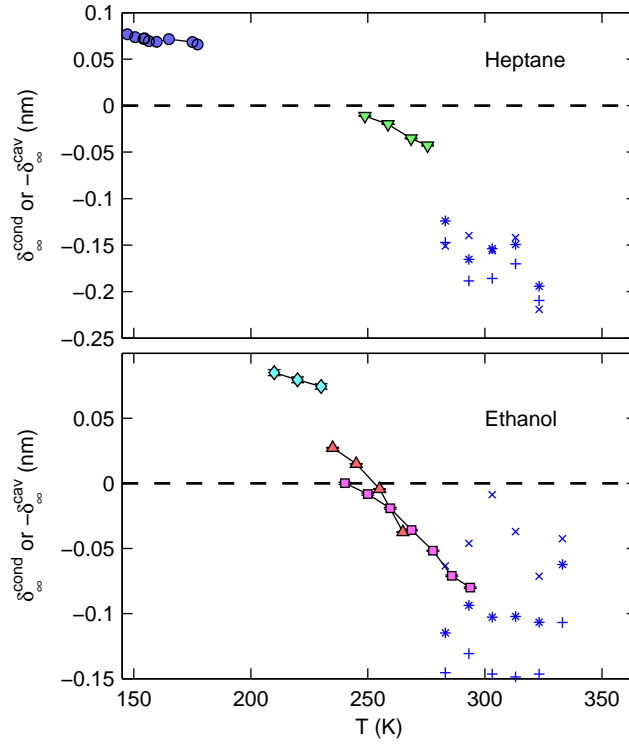 0.1
0.05
0
−0.05
−0.1
−0.15
−0.2
−0.25
δ∞^cond or −δ∞^cav (nm)
Heptane
0.05
0
−0.05
−0.1
−0.15
δ∞^cond or −δ∞^cav (nm)
Ethanol
150 200 250 300 350
T (K)